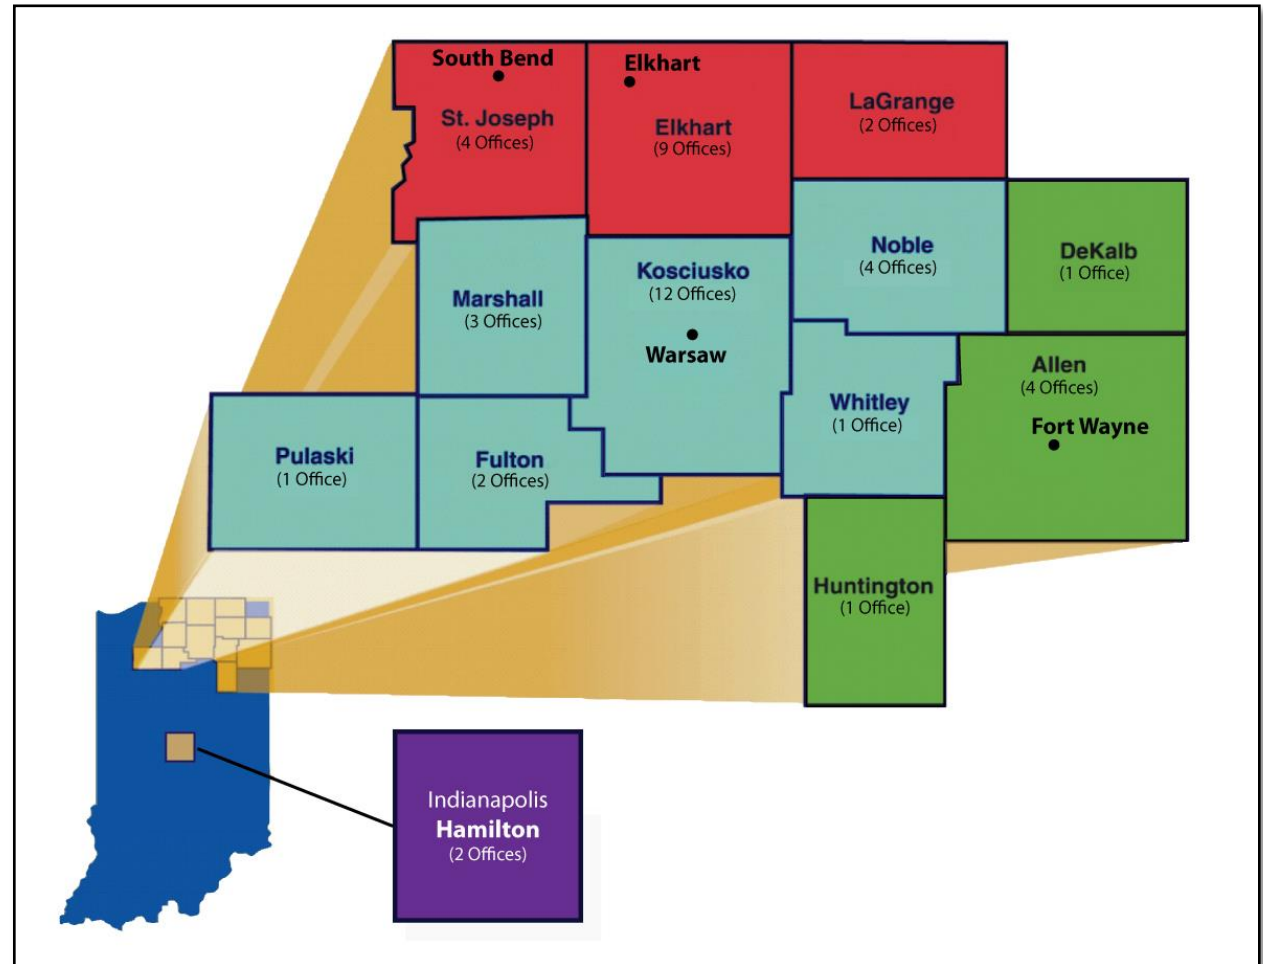 South Bend
St. Joseph
(4 Offices)
Elkhart
Elkhart
(9 Offices)
LaGrange
(2 Offices)
Marshall
(3 Offices)
Kosciusko
(12 Offices)
Warsaw
Noble
(4 Offices)
DeKalb
(1 Office)
Pulaski
(1 Office)
Fulton
(2 Offices)
Whitley
(1 Office)
Allen
(4 Offices)
Fort Wayne
Huntington
(1 Office)
Indianapolis
Hamilton
(2 Offices)